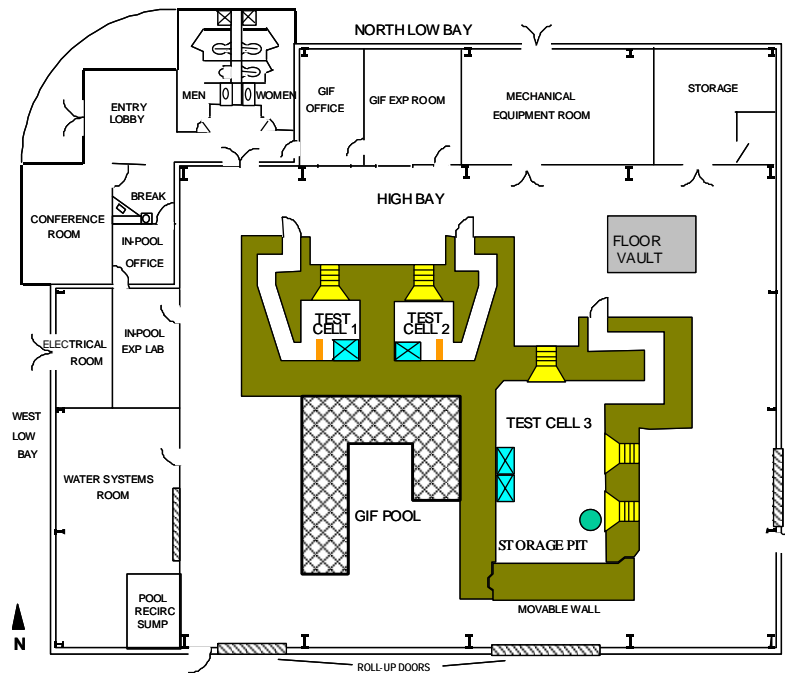 NORTH LOW BAY
ENTRY
LOBBY
MEN
WOMEN
GIF
OFFICE
GIF EXP ROOM
MECHANICAL
EQUIPMENT ROOM
STORAGE
CONFERENCE
ROOM
BREAK
IN-POOL
OFFICE
HIGH BAY
FLOOR
VAULT
ELECTRICAL
ROOM
IN-POOL
EXP LAB
TEST
CELL 1
TEST
CELL 2
WEST
LOW
BAY
TEST CELL 3
WATER SYSTEMS
ROOM
GIF POOL
STORAGE PIT
POOL
RECIRC
SUMP
MOVABLE WALL
N
ROLL-UP DOORS